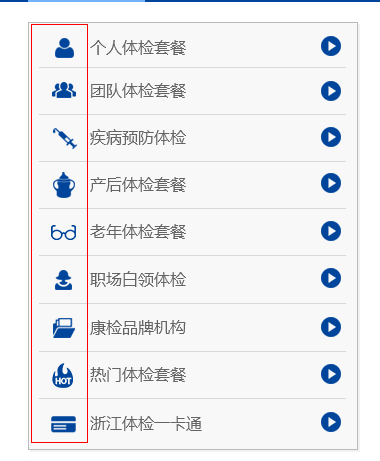 个人体检套餐
团队体检套餐
疾病预防体检
产后体检套餐
老年体检套餐
职场白领体检
康检品牌机构
HOT 热门体检套餐
浙江体检一卡通